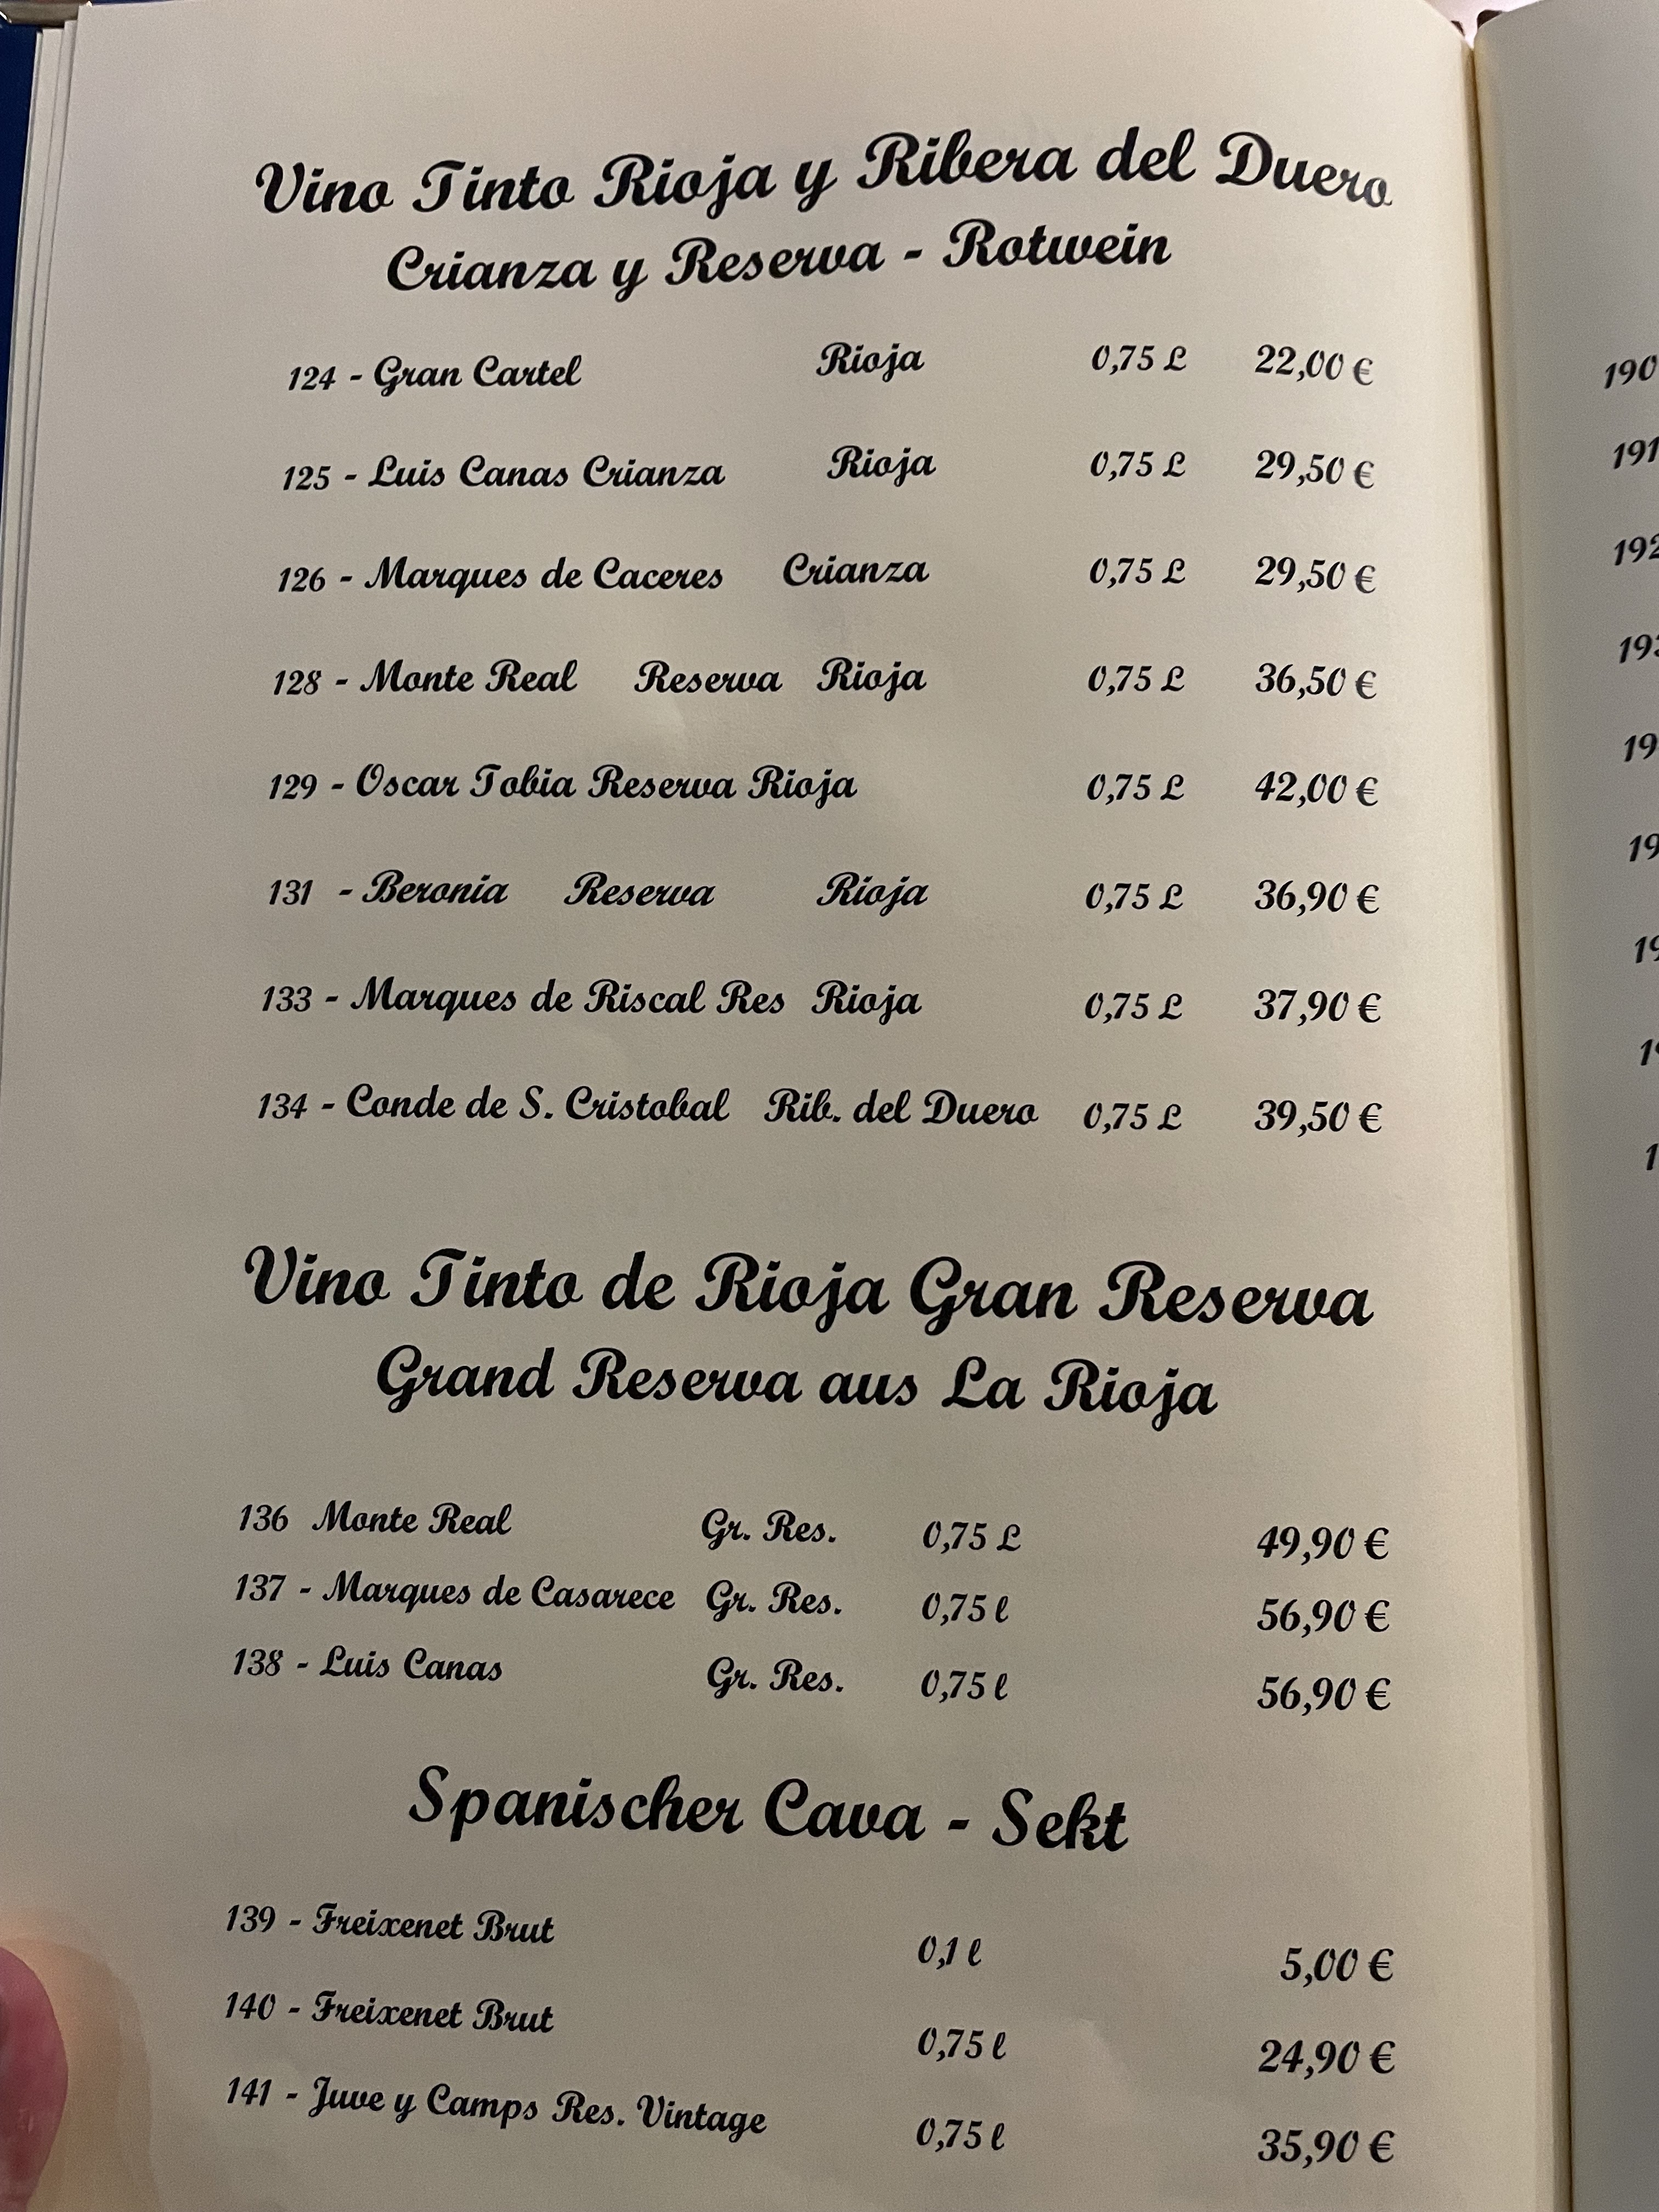 Vino Tinto Rioja y Ribera del Duero
Crianza y Reserva - Rotwein
124 - Gran Cartel Rioja 0,75 L 22,00 €
125 - Luis Canas Crianza Rioja 0,75 L 29,50 €
126 - Marques de Caceres Crianza 0,75 L 29,50 €
128 - Monte Real Reserva Rioja 0,75 L 36,50 €
129 - Oscar Tobia Reserva Rioja 0,75 L 42,00 €
131 - Beronia Reserva Rioja 0,75 L 36,90 €
133 - Marques de Riscal Res Rioja 0,75 L 37,90 €
134 - Conde de S. Cristobal Rib. del Duero 0,75 L 39,50 €
Vino Tinto de Rioja Gran Reserva
Grand Reserva aus La Rioja
136 Monte Real Gr. Res. 0,75 L 49,90 €
137 - Marques de Casarece Gr. Res. 0,75 l 56,90 €
138 - Luis Canas Gr. Res. 0,75 l 56,90 €
Spanischer Cava - Sekt
139 - Freixenet Brut 0,1 l 5,00 €
140 - Freixenet Brut 0,75 l 24,90 €
141 - Juve y Camps Res. Vintage 0,75 l 35,90 €
190
191
192